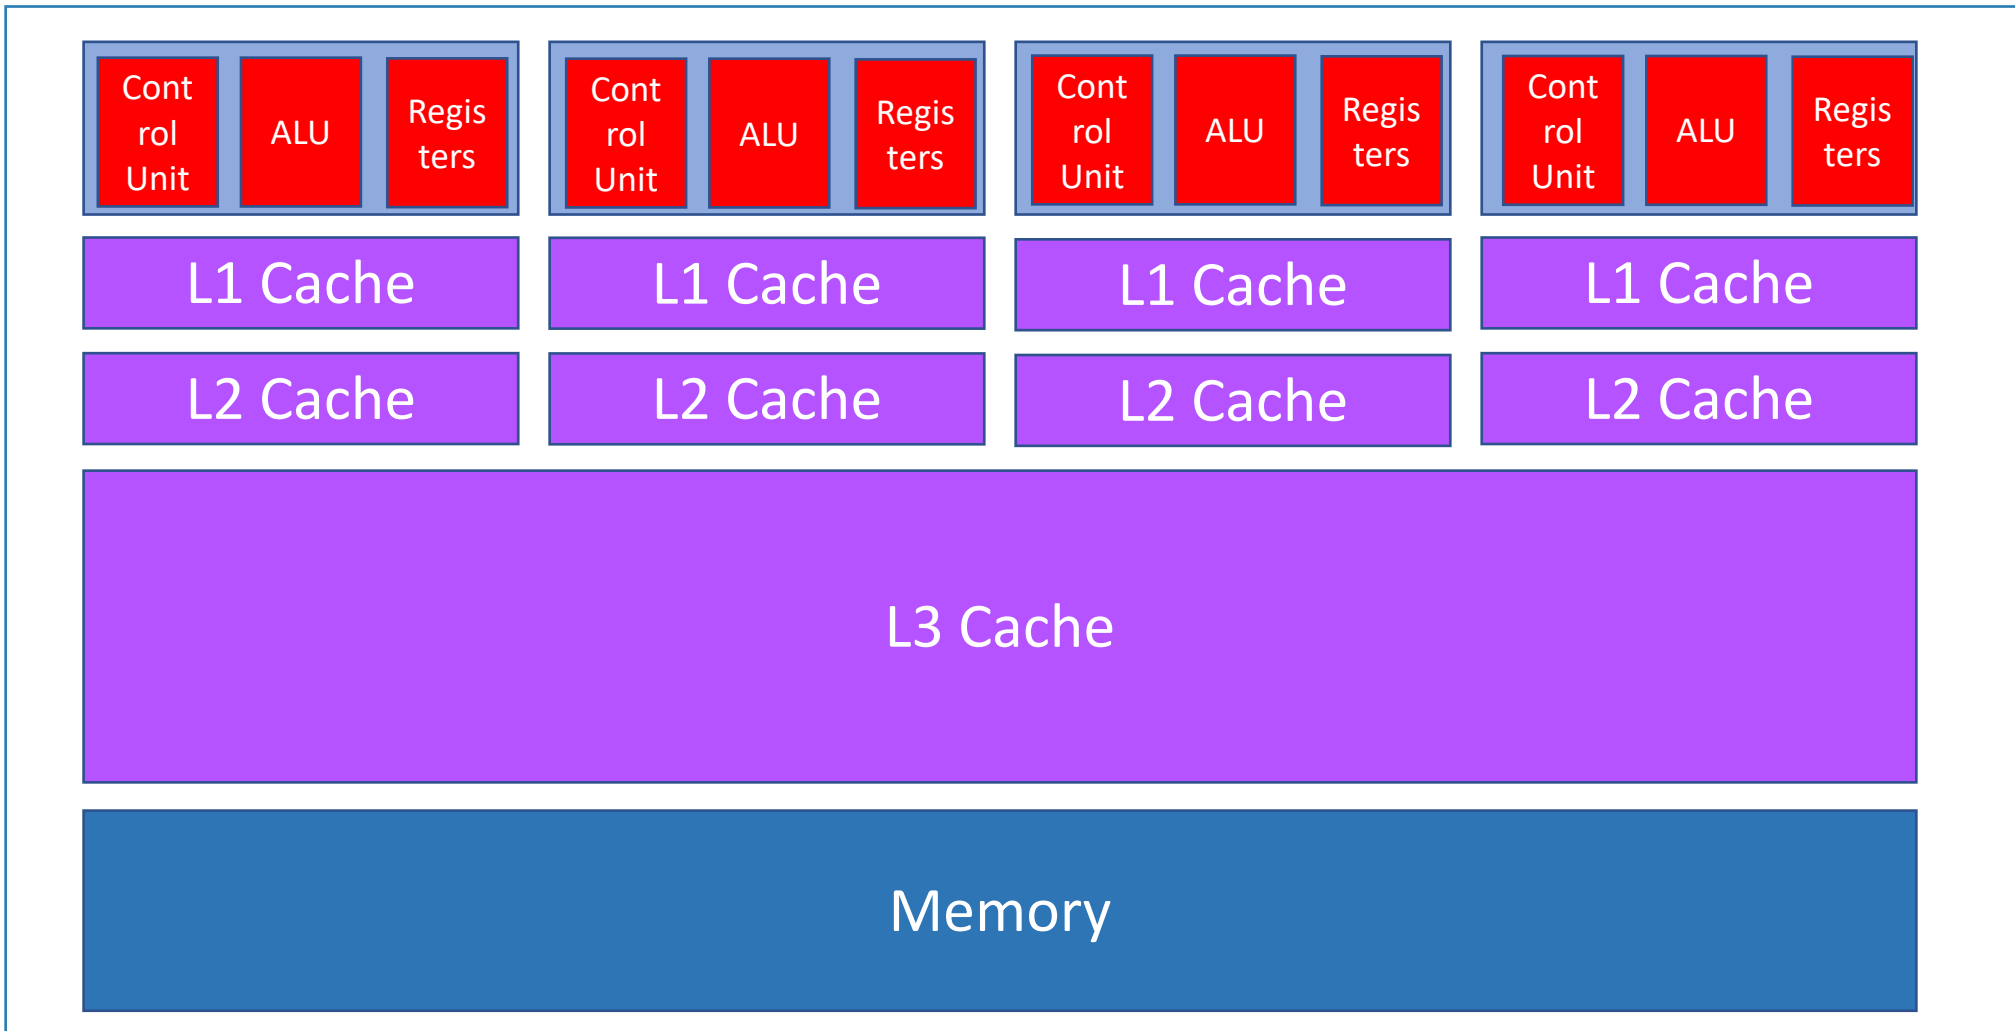 Cont
rol
Unit
ALU
Regis
ters
Cont
rol
Unit
ALU
Regis
ters
Cont
rol
Unit
ALU
Regis
ters
Cont
rol
Unit
ALU
Regis
ters
L1 Cache
L1 Cache
L1 Cache
L1 Cache
L2 Cache
L2 Cache
L2 Cache
L2 Cache
L3 Cache
Memory